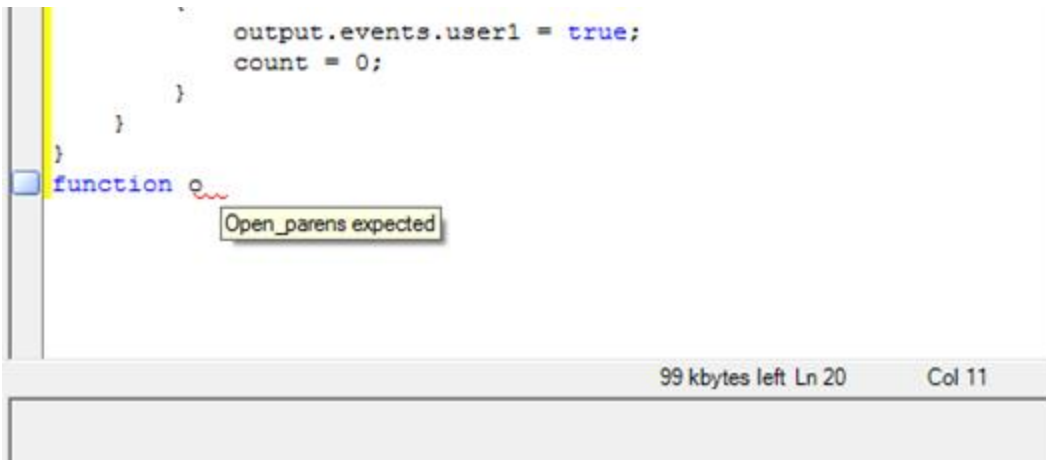 output.events.user1 = true;
count = 0;
}
}
}
function o
Open_parens expected
99 kbytes left Ln 20 Col 11